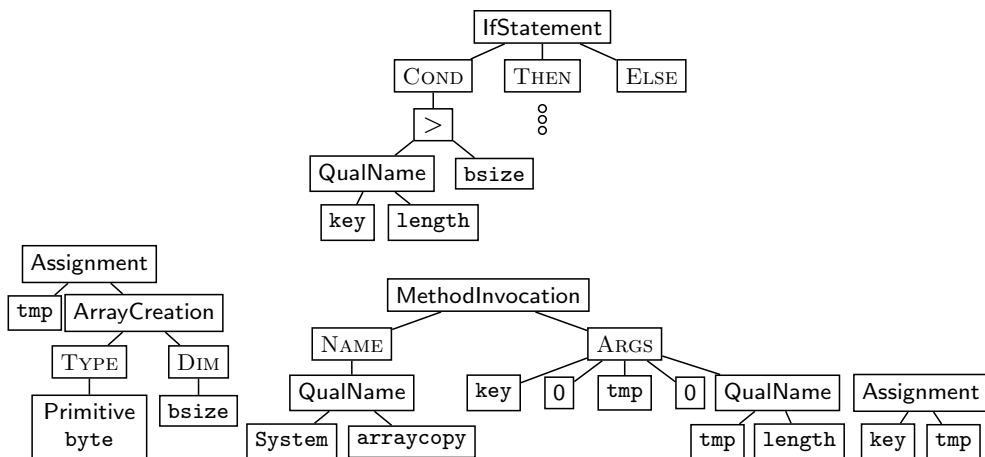 IfStatement
COND THEN ELSE
>
QualName bsize
key length
Assignment
tmp ArrayCreation
MethodInvocation
TYPE DIM
NAME ARGS
Primitive
byte
bsize
QualName key 0 tmp 0 QualName Assignment
System arraycopy tmp length key tmp